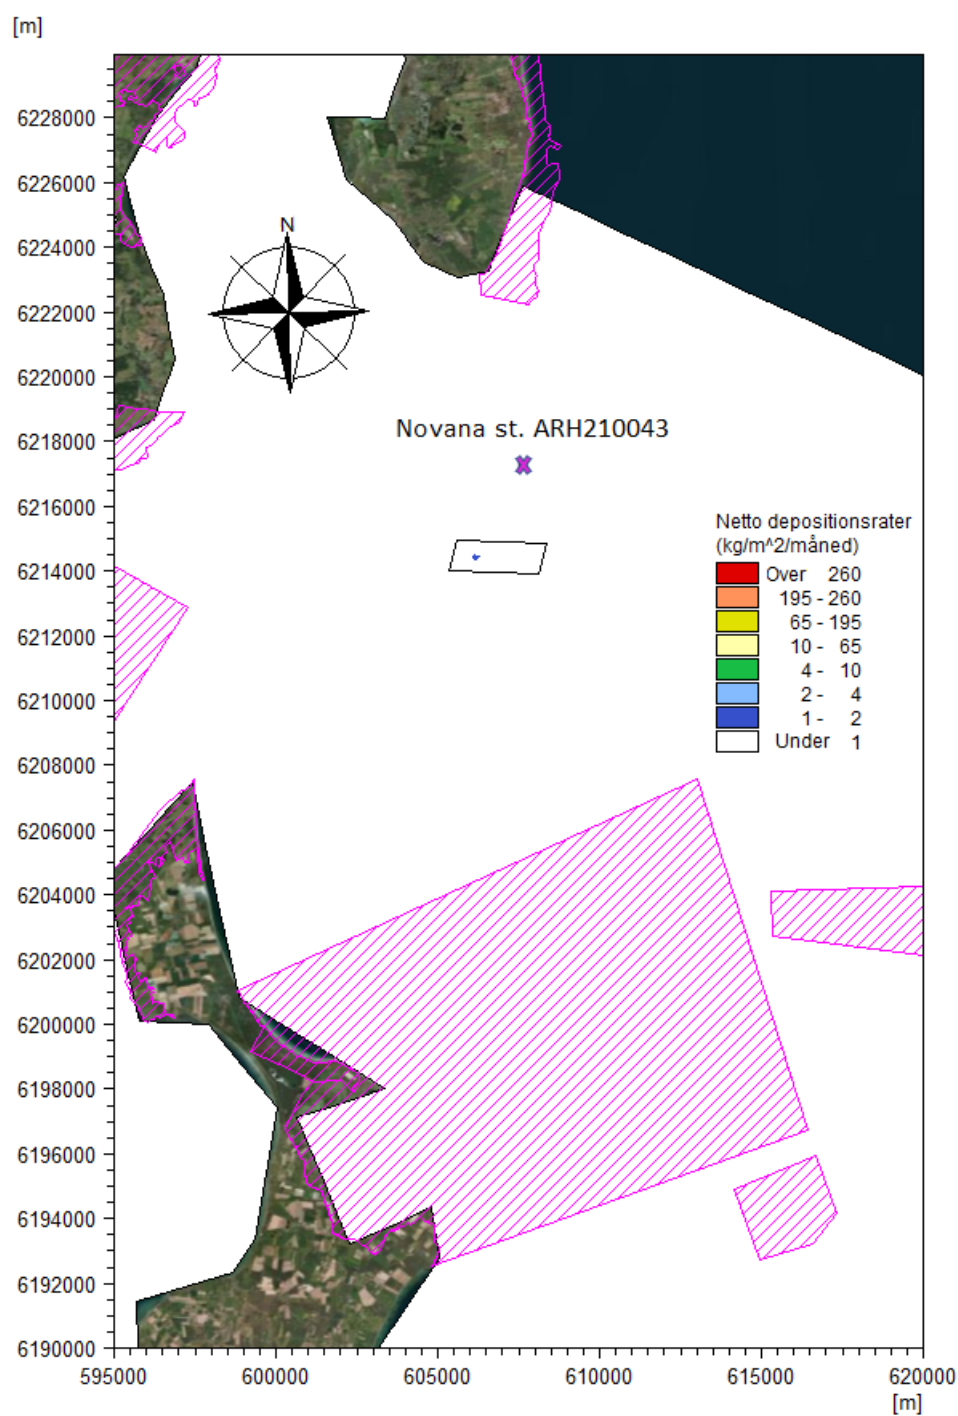 [m]
6228000
6226000
6224000
6222000
6220000
6218000
6216000
6214000
6212000
6210000
6208000
6206000
6204000
6202000
6200000
6198000
6196000
6194000
6192000
6190000
N
Novana st. ARH210043
Netto depositionsrater
(kg/m^2/måned)
Over 260
195 - 260
65 - 195
10 - 65
4 - 10
2 - 4
1 - 2
Under 1
595000 600000 605000 610000 615000 620000
[m]